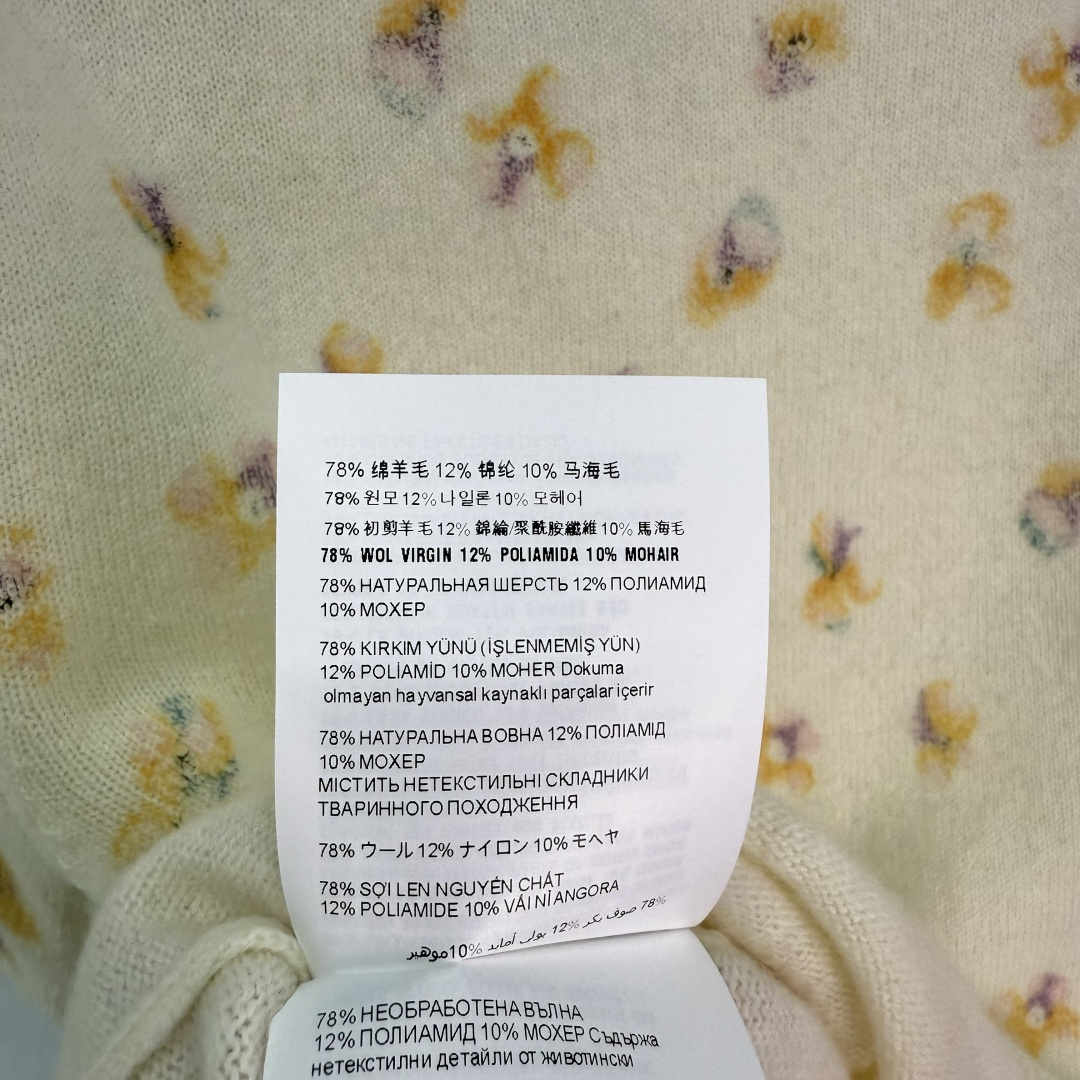 78% 绵羊毛 12% 锦纶 10% 马海毛
78% 원모 12% 나일론 10% 모헤어
78% 初剪羊毛 12% 錦綸/聚酰胺纖維 10% 馬海毛
78% WOL VIRGIN 12% POLIAMIDA 10% MOHAIR
78% НАТУРАЛЬНАЯ ШЕРСТЬ 12% ПОЛИАМИД
10% МОХЕР
78% KIRKIM YÜNÜ (İŞLENMEMİŞ YÜN)
12% POLİAMİD 10% MOHER Dokuma
olmayan hayvansal kaynaklı parçalar içerir
78% НАТУРАЛЬНА ВОВНА 12% ПОЛІАМІД
10% МОХЕР
МІСТИТЬ НЕТЕКСТИЛЬНІ СКЛАДНИКИ
ТВАРИННОГО ПОХОДЖЕННЯ
78% ウール 12% ナイロン 10% モヘヤ
78% SỢI LEN NGUYÉN CHÁT
12% POLIAMIDE 10% VẢI NỈ ANGORA
78% صوف بكر 12% بولى أمايد
10% موهير
78% НЕОБРАБОТЕНА ВЪЛНА
12% ПОЛИАМИД 10% МОХЕР Съдържа
нетекстилни детайли от животински